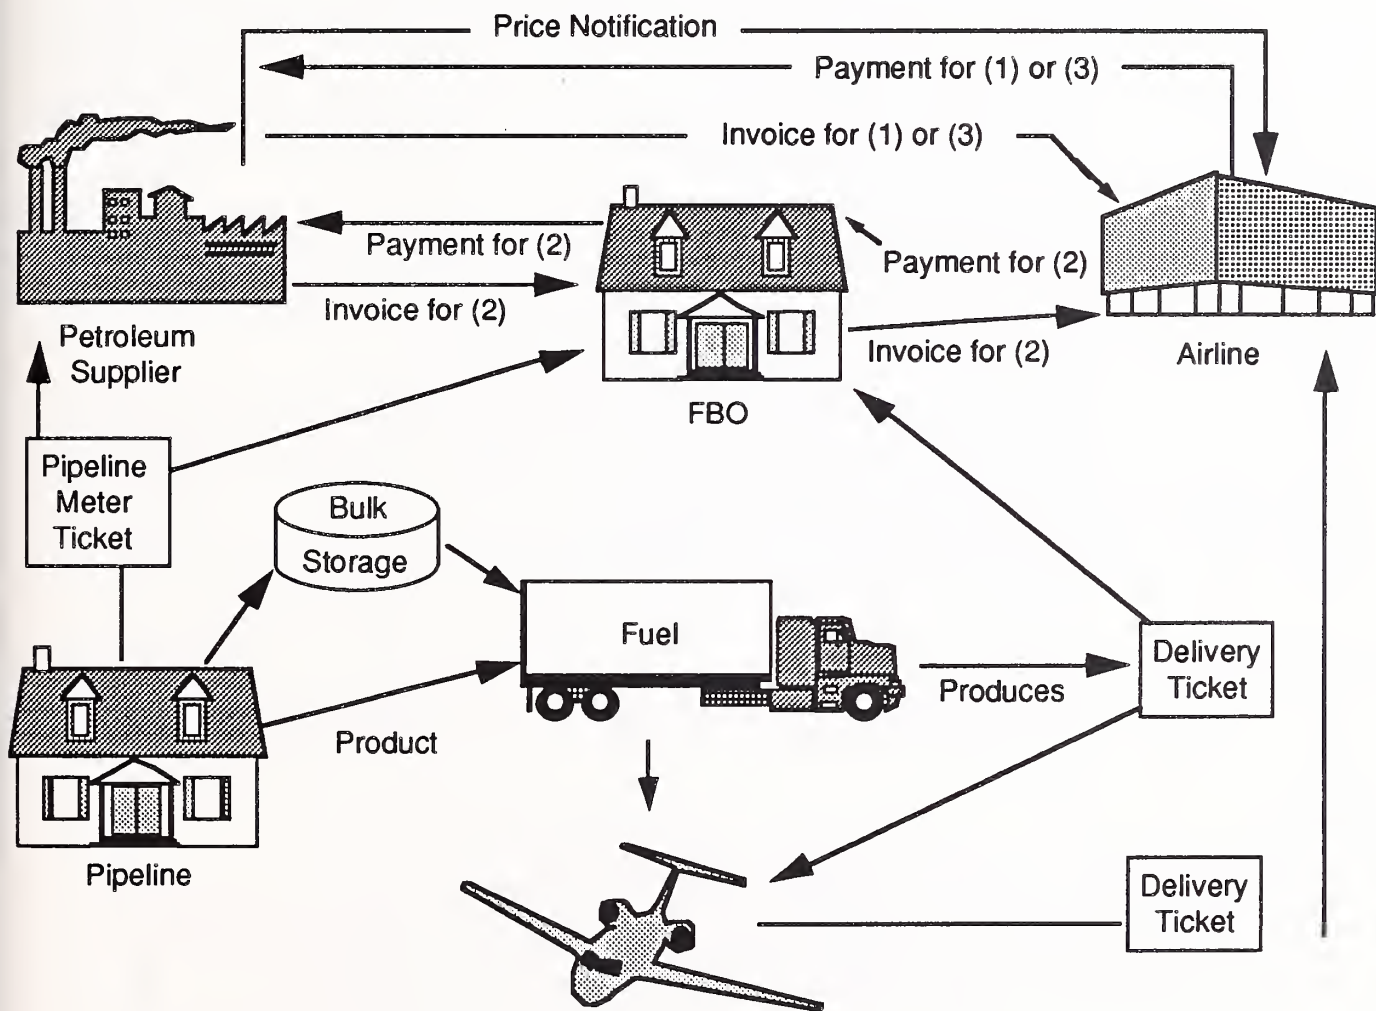 Price Notification
Payment for (1) or (3)
Invoice for (1) or (3)
Payment for (2)
Payment for (2)
Invoice for (2)
Invoice for (2)
Petroleum
Supplier
Airline
FBO
Pipeline
Meter
Ticket
Bulk
Storage
Fuel
Delivery
Ticket
Produces
Product
Pipeline
Delivery
Ticket